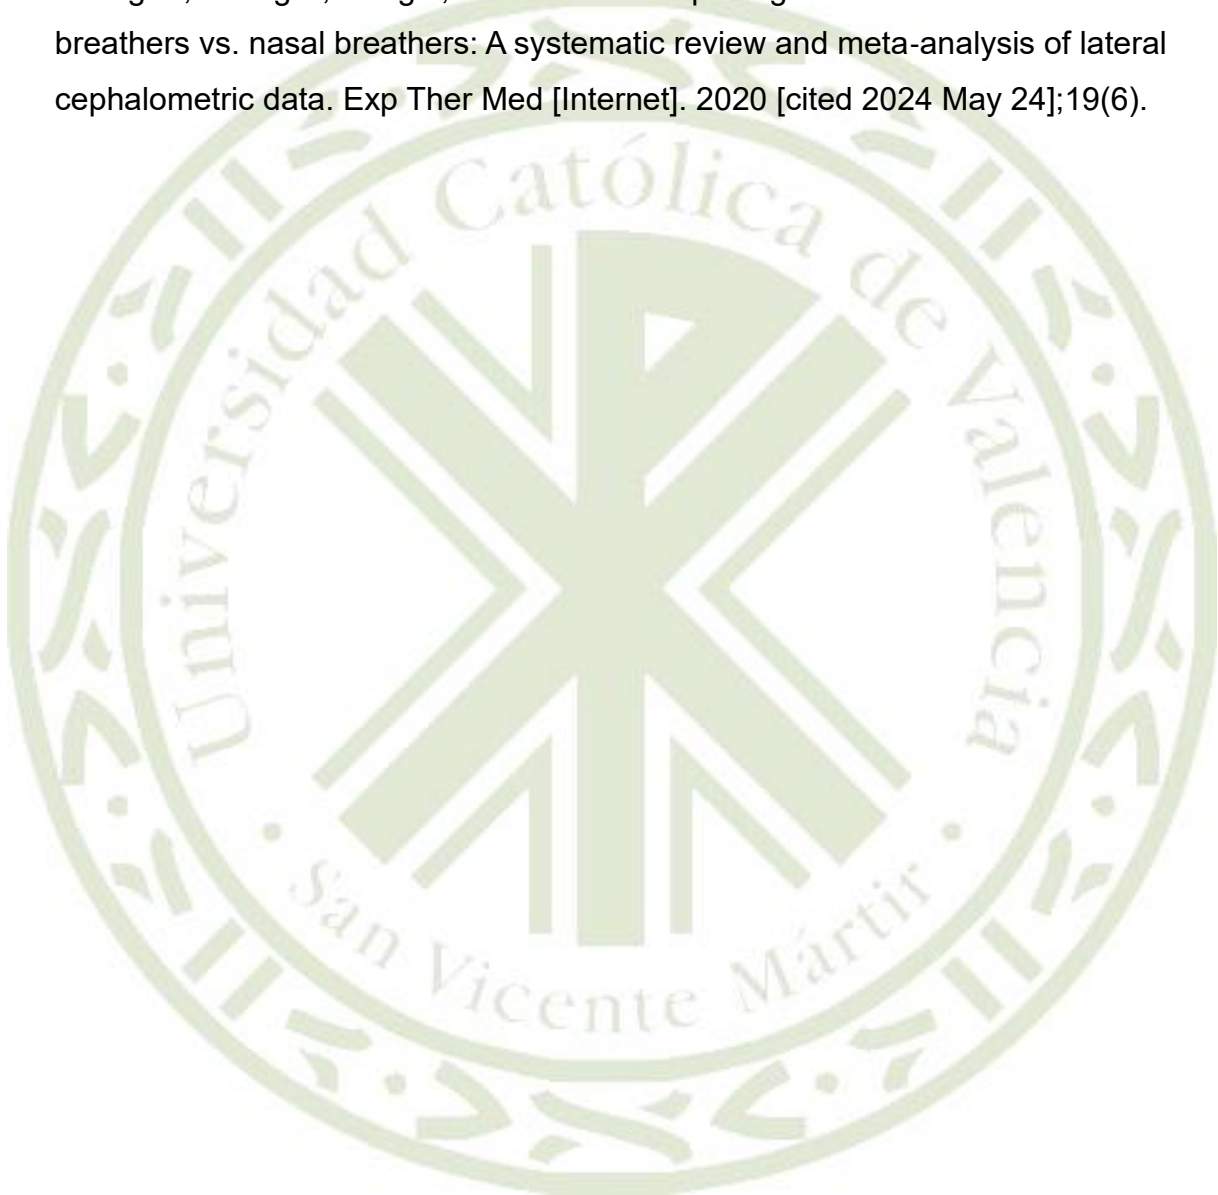 breathers vs. nasal breathers: A systematic review and meta-analysis of lateral
cephalometric data. Exp Ther Med [Internet]. 2020 [cited 2024 May 24];19(6).
Universidad Católica de Valencia
San Vicente Mártir